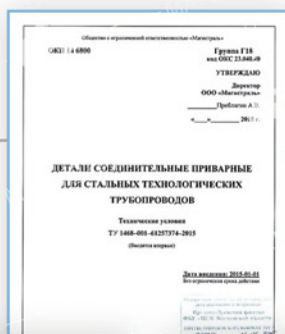 Общество с ограниченной ответственностью «Магистраль»
ОКП 14 6800
Группа Г18
код ОКС 23.040.40
УТВЕРЖДАЮ
Директор
ООО «Магистраль»
2015 г.
ДЕТАЛИ СОЕДИНИТЕЛЬНЫЕ ПРИВАРНЫЕ
ДЛЯ СТАЛЬНЫХ ТЕХНОЛОГИЧЕСКИХ
ТРУБОПРОВОДОВ
Технические условия
ТУ 1468-001-61257374-2015
(Вводятся впервые)
Дата введения: 2015-01-01
Без ограничения срока действия